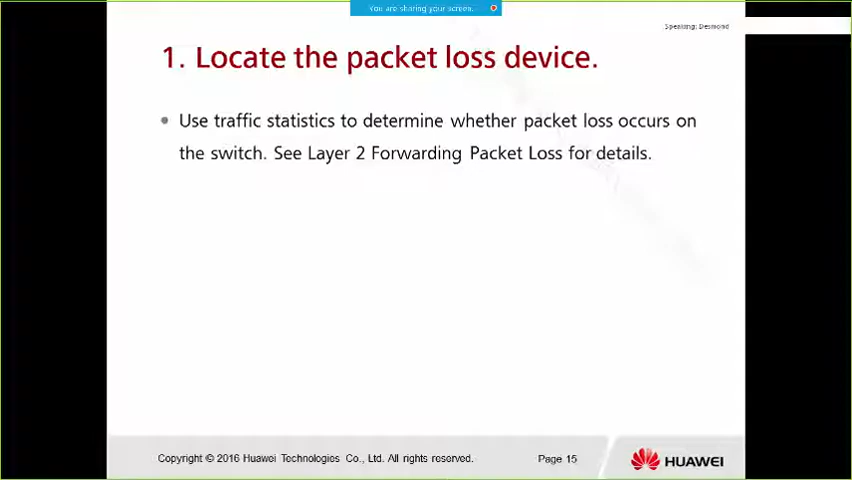 You are sharing your screen.
Speaking: Desmond
1. Locate the packet loss device.
• Use traffic statistics to determine whether packet loss occurs on
the switch. See Layer 2 Forwarding Packet Loss for details.
Copyright © 2016 Huawei Technologies Co., Ltd. All rights reserved.
Page 15
HUAWEI